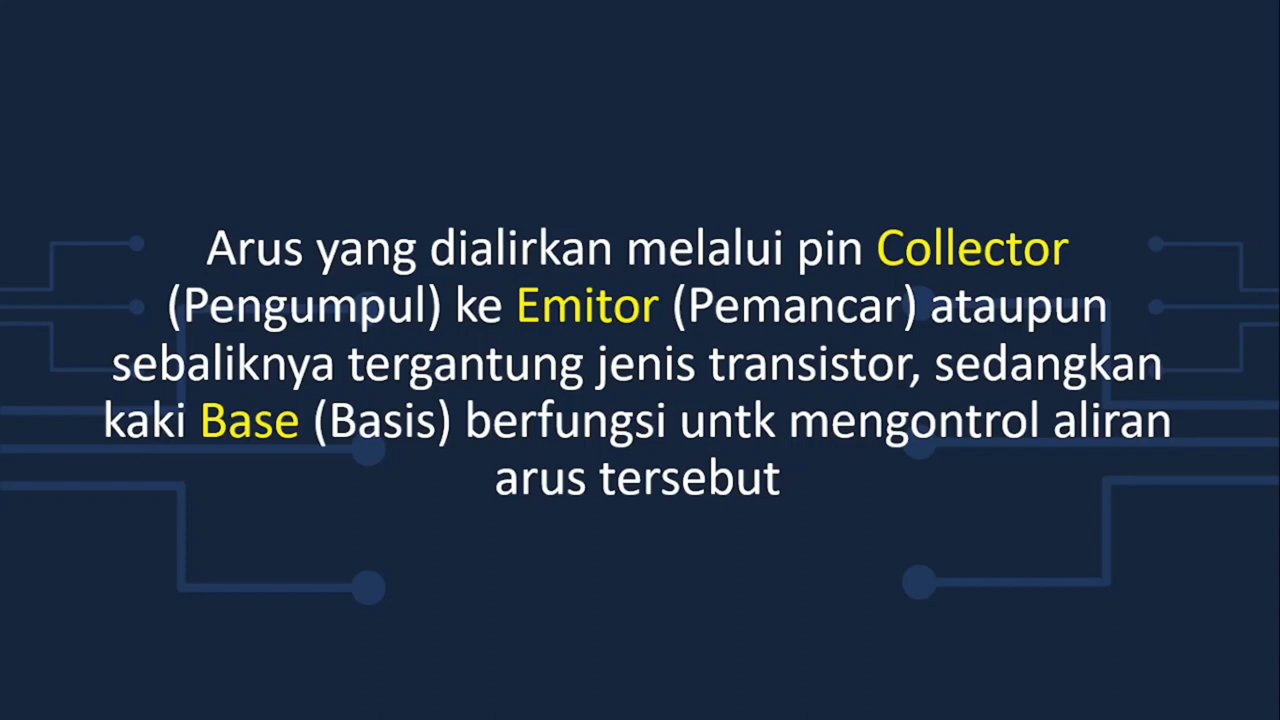 Arus yang dialirkan melalui pin Collector
(Pengumpul) ke Emitor (Pemancar) ataupun
sebaliknya tergantung jenis transistor, sedangkan
kaki Base (Basis) berfungsi untk mengontrol aliran
arus tersebut